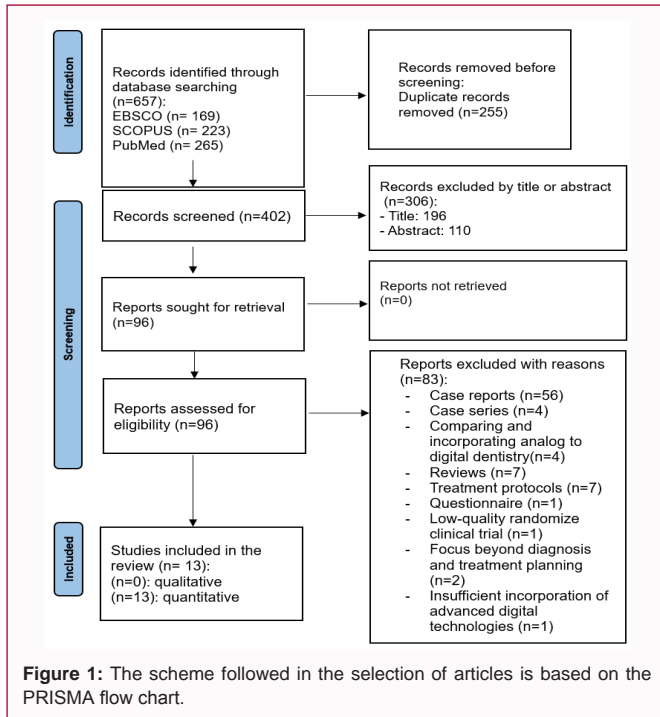 Identification
Records identified through
database searching
(n=657):
EBSCO (n= 169)
SCOPUS (n= 223)
PubMed (n= 265)
Records removed before
screening:
Duplicate records
removed (n=255)
Screening
Records screened (n=402)
Records excluded by title or abstract
(n=306):
- Title: 196
- Abstract: 110
Reports sought for retrieval
(n=96)
Reports not retrieved
(n=0)
Reports assessed for
eligibility (n=96)
Reports excluded with reasons
(n=83):
- Case reports (n=56)
- Case series (n=4)
- Comparing and
incorporating analog to
digital dentistry(n=4)
- Reviews (n=7)
- Treatment protocols (n=7)
- Questionnaire (n=1)
- Low-quality randomize
clinical trial (n=1)
- Focus beyond diagnosis
and treatment planning
(n=2)
- Insufficient incorporation of
advanced digital
technologies (n=1)
Included
Studies included in the
review (n= 13):
(n=0): qualitative
(n=13): quantitative
Figure 1: The scheme followed in the selection of articles is based on the
PRISMA flow chart.